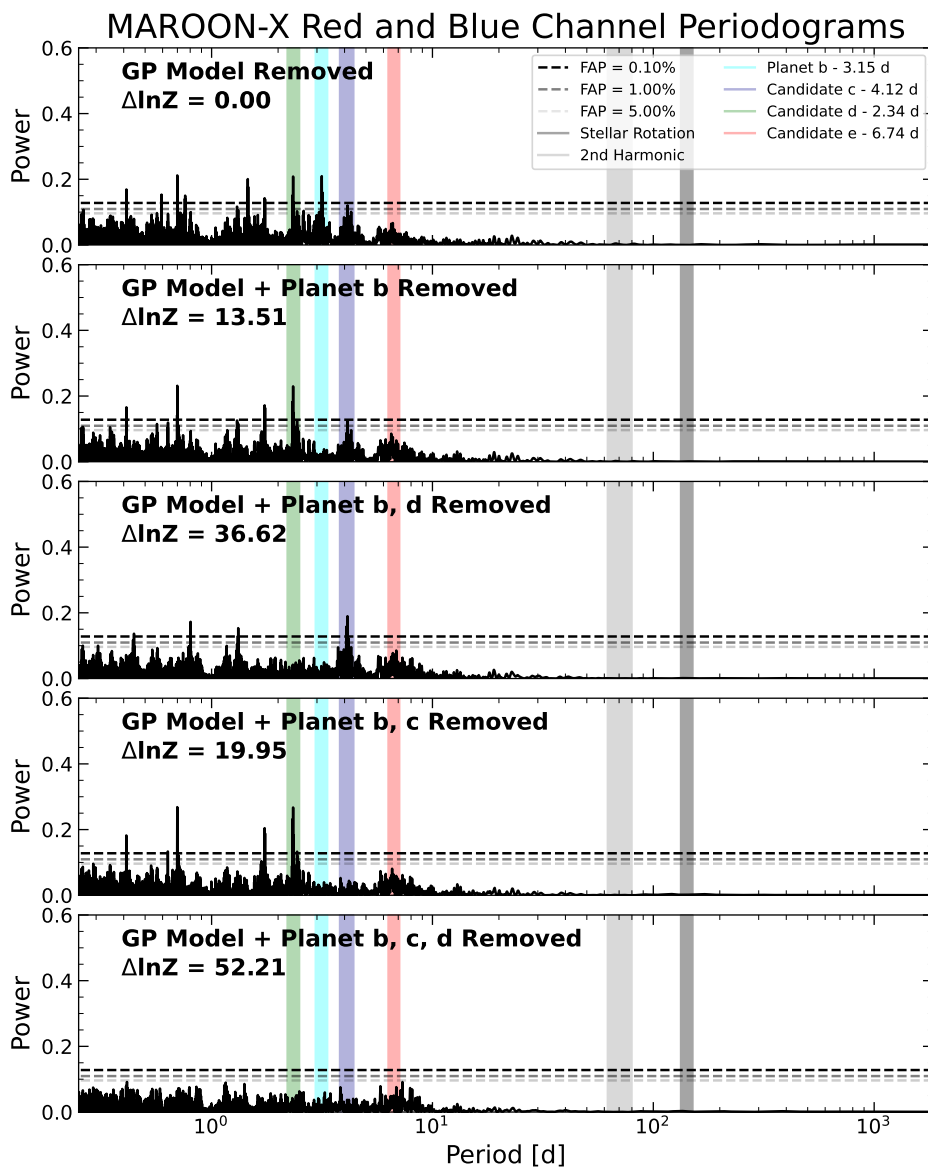 MAROON-X Red and Blue Channel Periodograms
GP Model Removed
ΔlnZ = 0.00
FAP = 0.10%
FAP = 1.00%
FAP = 5.00%
Stellar Rotation
2nd Harmonic
Planet b - 3.15 d
Candidate c - 4.12 d
Candidate d - 2.34 d
Candidate e - 6.74 d
Power
0.6
0.4
0.2
0.0
GP Model + Planet b Removed
ΔlnZ = 13.51
Power
0.6
0.4
0.2
0.0
GP Model + Planet b, d Removed
ΔlnZ = 36.62
Power
0.6
0.4
0.2
0.0
GP Model + Planet b, c Removed
ΔlnZ = 19.95
Power
0.6
0.4
0.2
0.0
GP Model + Planet b, c, d Removed
ΔlnZ = 52.21
Power
0.6
0.4
0.2
0.0
10⁰ 10¹ 10² 10³
Period [d]